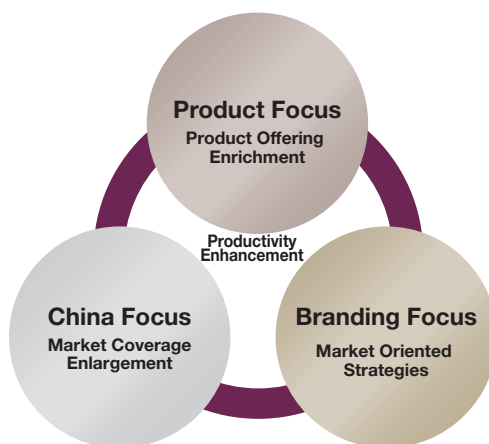 Product Focus
Product Offering
Enrichment
Productivity
Enhancement
China Focus
Market Coverage
Enlargement
Branding Focus
Market Oriented
Strategies